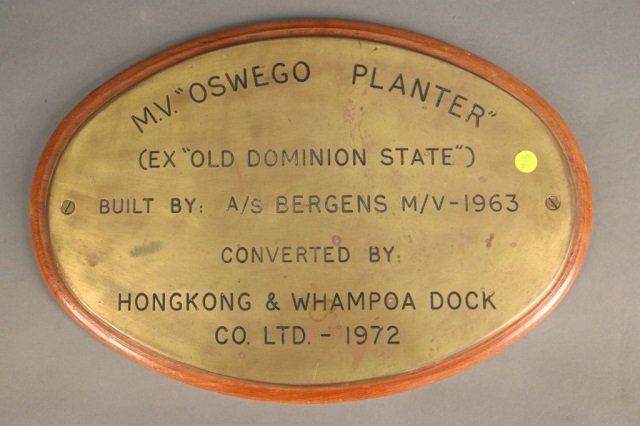 M.V. "OSWEGO PLANTER"
(EX "OLD DOMINION STATE")
BUILT BY: A/S BERGENS M/V-1963
CONVERTED BY:
HONGKONG & WHAMPOA DOCK
CO. LTD. - 1972